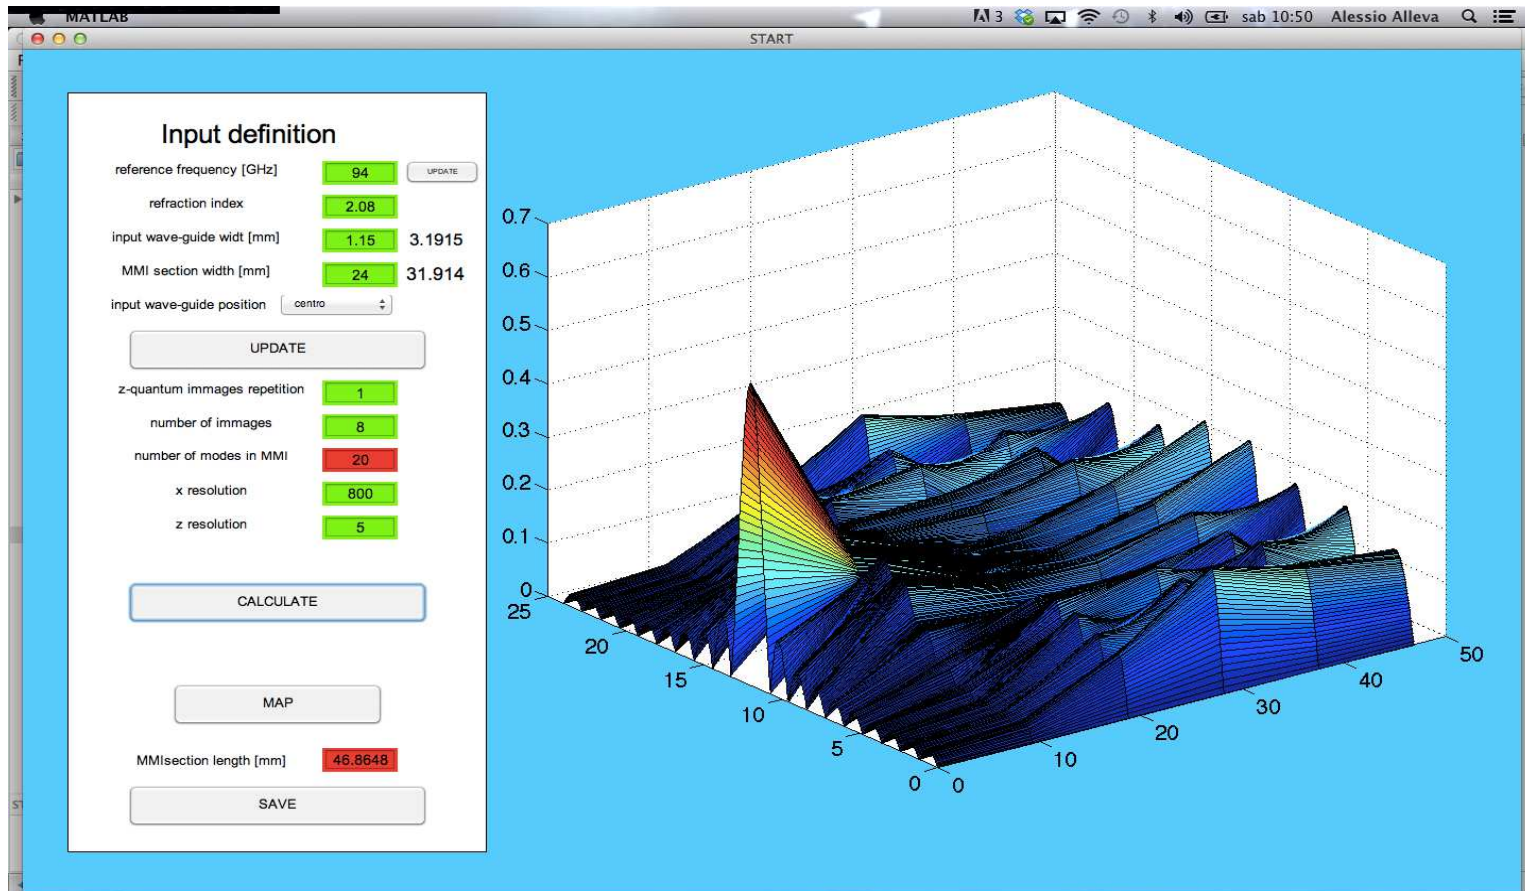 MATLAB
3
sab 10:50 Alessio Alleva
START
Input definition
reference frequency [GHz] 94 UPDATE
refraction index 2.08
input wave-guide widt [mm] 1.15 3.1915
MMI section width [mm] 24 31.914
input wave-guide position centro
UPDATE
z-quantum immages repetition 1
number of immages 8
number of modes in MMI 20
x resolution 800
z resolution 5
CALCULATE
MAP
MMIsection length [mm] 46.8648
SAVE
0.7
0.6
0.5
0.4
0.3
0.2
0.1
0
25
20
15
10
5
0
0
10
20
30
40
50